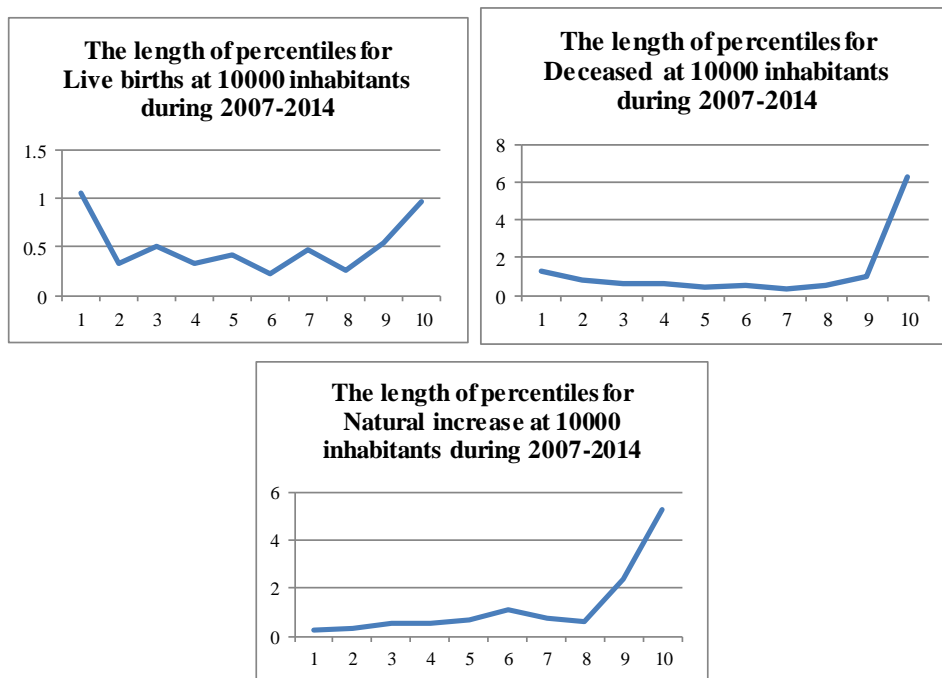 The length of percentiles for
Live births at 10000 inhabitants
during 2007-2014
1.5
1
0.5
0
1 2 3 4 5 6 7 8 9 10
The length of percentiles for
Deceased at 10000 inhabitants
during 2007-2014
8
6
4
2
0
1 2 3 4 5 6 7 8 9 10
The length of percentiles for
Natural increase at 10000
inhabitants during 2007-2014
6
4
2
0
1 2 3 4 5 6 7 8 9 10